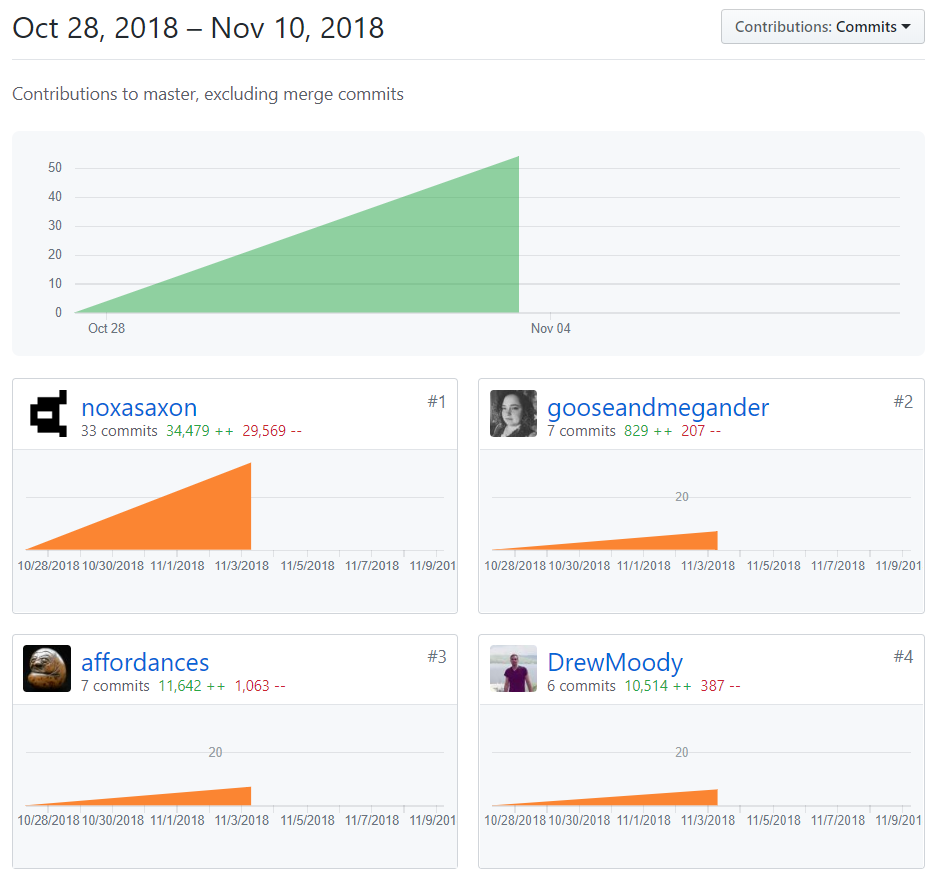 Oct 28, 2018 – Nov 10, 2018
Contributions: Commits
Contributions to master, excluding merge commits
50
40
30
20
10
0
Oct 28 Nov 04
noxasaxon #1
33 commits 34,479 ++ 29,569 --
10/28/2018 10/30/2018 11/1/2018 11/3/2018 11/5/2018 11/7/2018 11/9/201
gooseandmegander #2
7 commits 829 ++ 207 --
20
10/28/2018 10/30/2018 11/1/2018 11/3/2018 11/5/2018 11/7/2018 11/9/201
affordances #3
7 commits 11,642 ++ 1,063 --
20
10/28/2018 10/30/2018 11/1/2018 11/3/2018 11/5/2018 11/7/2018 11/9/201
DrewMoody #4
6 commits 10,514 ++ 387 --
20
10/28/2018 10/30/2018 11/1/2018 11/3/2018 11/5/2018 11/7/2018 11/9/201